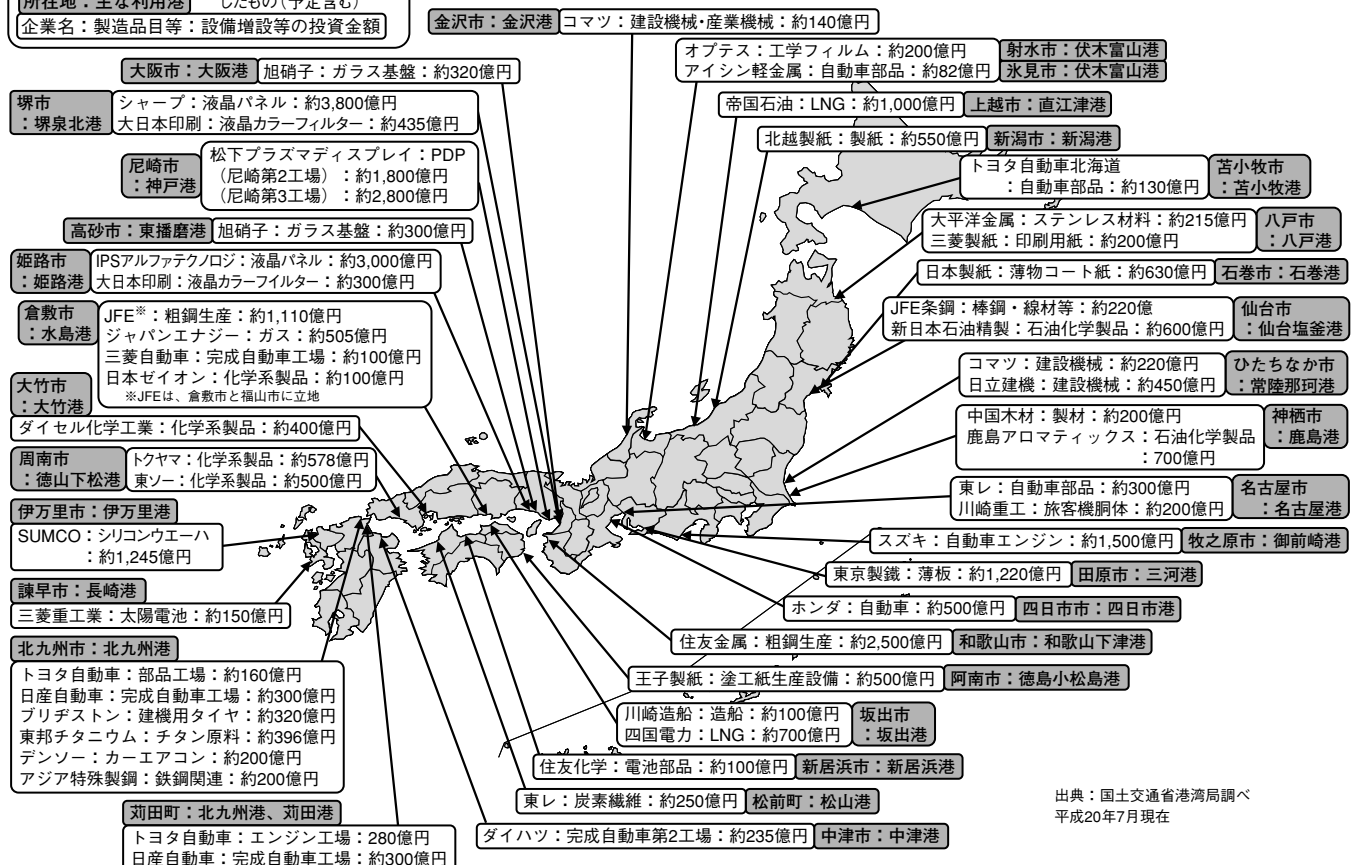 所在地：主な利用港
したもの（予定含む）
企業名：製造品目等：設備増設等の投資金額
金沢市：金沢港
コマツ：建設機械・産業機械：約140億円
オプテス：工学フィルム：約200億円
アイシン軽金属：自動車部品：約82億円
射水市：伏木富山港
氷見市：伏木富山港
大阪市：大阪港
旭硝子：ガラス基盤：約320億円
堺市
：堺泉北港
シャープ：液晶パネル：約3,800億円
大日本印刷：液晶カラーフィルター：約435億円
帝国石油：LNG：約1,000億円
上越市：直江津港
北越製紙：製紙：約550億円
新潟市：新潟港
尼崎市
：神戸港
松下プラズマディスプレイ：PDP
（尼崎第2工場）：約1,800億円
（尼崎第3工場）：約2,800億円
トヨタ自動車北海道
：自動車部品：約130億円
苫小牧市
：苫小牧港
高砂市：東播磨港
旭硝子：ガラス基盤：約300億円
大平洋金属：ステンレス材料：約215億円
三菱製紙：印刷用紙：約200億円
八戸市
：八戸港
姫路市
：姫路港
IPSアルファテクノロジ：液晶パネル：約3,000億円
大日本印刷：液晶カラーフイルター：約300億円
日本製紙：薄物コート紙：約630億円
石巻市：石巻港
倉敷市
：水島港
JFE※：粗鋼生産：約1,110億円
ジャパンエナジー：ガス：約505億円
三菱自動車：完成自動車工場：約100億円
日本ゼイオン：化学系製品：約100億円
※JFEは、倉敷市と福山市に立地
JFE条鋼：棒鋼・線材等：約220億
新日本石油精製：石油化学製品：約600億円
仙台市
：仙台塩釜港
コマツ：建設機械：約220億円
日立建機：建設機械：約450億円
ひたちなか市
：常陸那珂港
大竹市
：大竹港
ダイセル化学工業：化学系製品：約400億円
中国木材：製材：約200億円
鹿島アロマティックス：石油化学製品
：700億円
神栖市
：鹿島港
周南市
：徳山下松港
トクヤマ：化学系製品：約578億円
東ソー：化学系製品：約500億円
東レ：自動車部品：約300億円
川崎重工：旅客機胴体：約200億円
名古屋市
：名古屋港
伊万里市：伊万里港
SUMCO：シリコンウエーハ
：約1,245億円
スズキ：自動車エンジン：約1,500億円
牧之原市：御前崎港
東京製鐵：薄板：約1,220億円
田原市：三河港
諫早市：長崎港
三菱重工業：太陽電池：約150億円
ホンダ：自動車：約500億円
四日市市：四日市港
住友金属：粗鋼生産：約2,500億円
和歌山市：和歌山下津港
北九州市：北九州港
トヨタ自動車：部品工場：約160億円
日産自動車：完成自動車工場：約300億円
ブリヂストン：建機用タイヤ：約320億円
東邦チタニウム：チタン原料：約396億円
デンソー：カーエアコン：約200億円
アジア特殊製鋼：鉄鋼関連：約200億円
王子製紙：塗工紙生産設備：約500億円
阿南市：徳島小松島港
川崎造船：造船：約100億円
四国電力：LNG：約700億円
坂出市
：坂出港
住友化学：電池部品：約100億円
新居浜市：新居浜港
東レ：炭素繊維：約250億円
松前町：松山港
苅田町：北九州港、苅田港
トヨタ自動車：エンジン工場：280億円
日産自動車：完成自動車工場：約300億円
ダイハツ：完成自動車第2工場：約235億円
中津市：中津港
出典：国土交通省港湾局調べ
平成20年7月現在